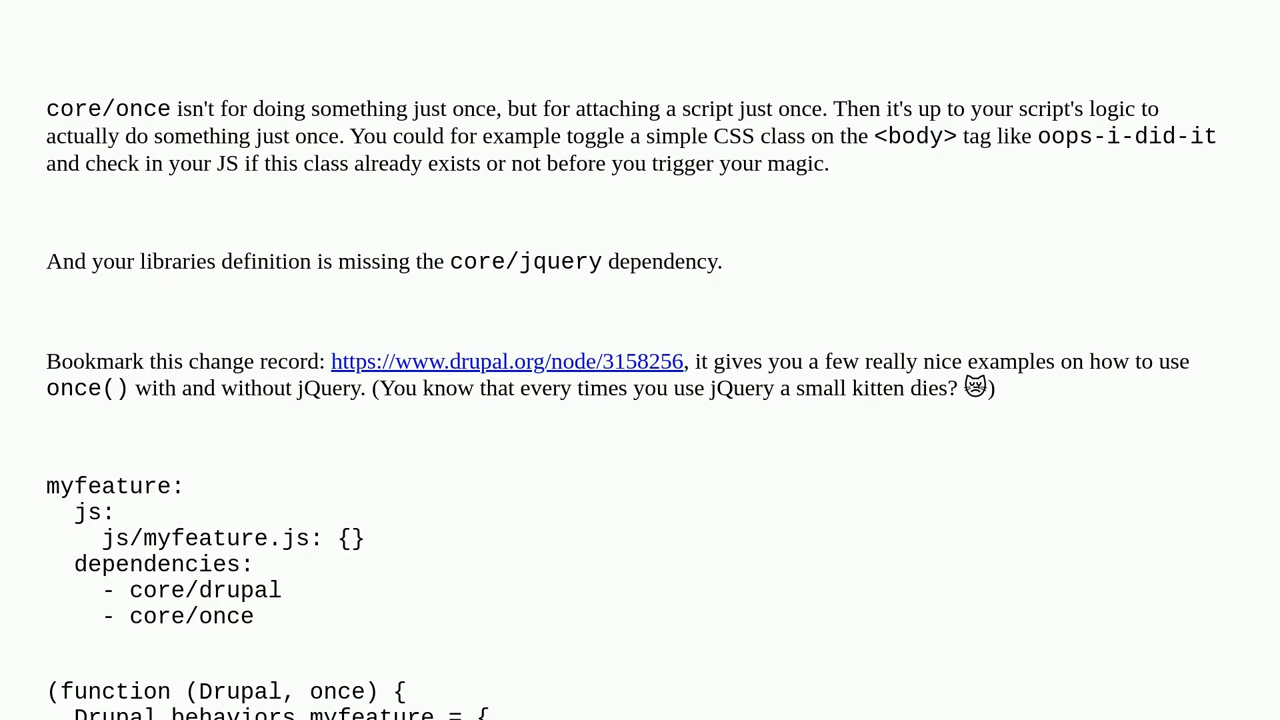 core/once isn't for doing something just once, but for attaching a script just once. Then it's up to your script's logic to
actually do something just once. You could for example toggle a simple CSS class on the <body> tag like oops-i-did-it
and check in your JS if this class already exists or not before you trigger your magic.
And your libraries definition is missing the core/jquery dependency.
Bookmark this change record: https://www.drupal.org/node/3158256, it gives you a few really nice examples on how to use
once() with and without jQuery. (You know that every times you use jQuery a small kitten dies? 😿)
myfeature:
  js:
    js/myfeature.js: {}
  dependencies:
    - core/drupal
    - core/once
(function (Drupal, once) {
  Drupal.behaviors.myfeature = {